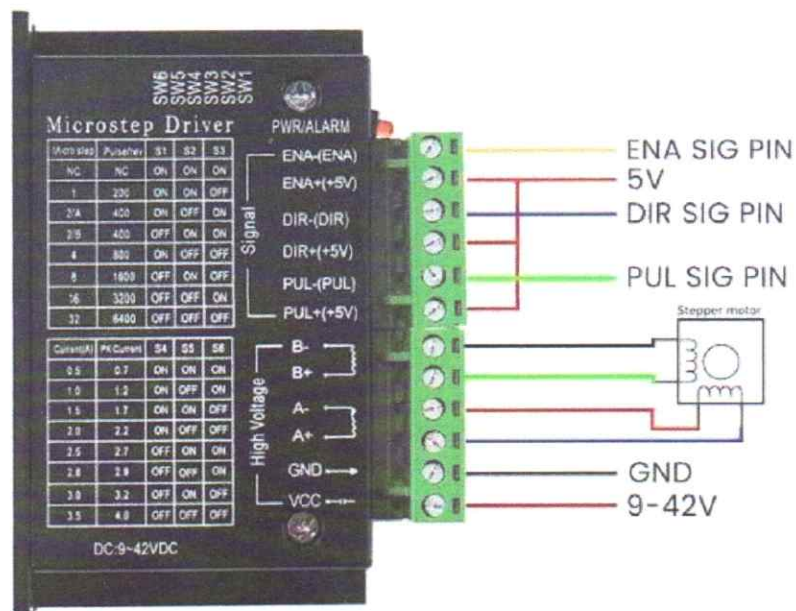 SW6
SW5
SW4
SW3
SW2
SW1
Microstep Driver
PWR/ALARM
Micro step Pulse/rev S1 S2 S3
NC NC ON ON ON
1 200 ON ON OFF
2/A 400 ON OFF ON
2/B 400 OFF ON ON
4 800 ON OFF OFF
8 1600 OFF ON OFF
16 3200 OFF OFF ON
32 6400 OFF OFF OFF
Signal
ENA-(ENA)
ENA+(+5V)
DIR-(DIR)
DIR+(+5V)
PUL-(PUL)
PUL+(+5V)
ENA SIG PIN
5V
DIR SIG PIN
PUL SIG PIN
Stepper motor
Current(A) PK Current S4 S5 S6
0.5 0.7 ON ON ON
1.0 1.2 ON OFF ON
1.5 1.7 ON ON OFF
2.0 2.2 ON OFF OFF
2.5 2.7 OFF ON ON
2.8 2.9 OFF OFF ON
3.0 3.2 OFF ON OFF
3.5 4.0 OFF OFF OFF
High Voltage
B-
B+
A-
A+
GND
VCC
GND
9-42V
DC:9~42VDC